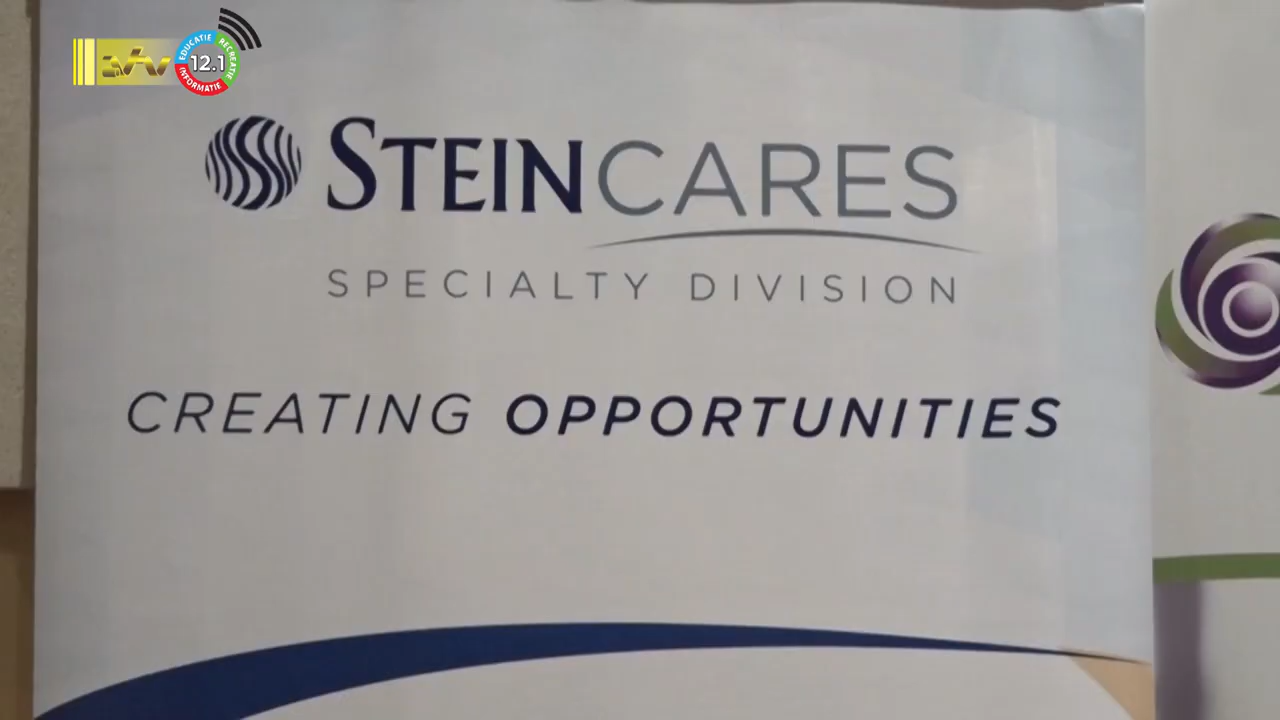 EDUCATIE
RECREATIE
12.1
INFORMATIE
STEINCARES
SPECIALTY DIVISION
CREATING OPPORTUNITIES